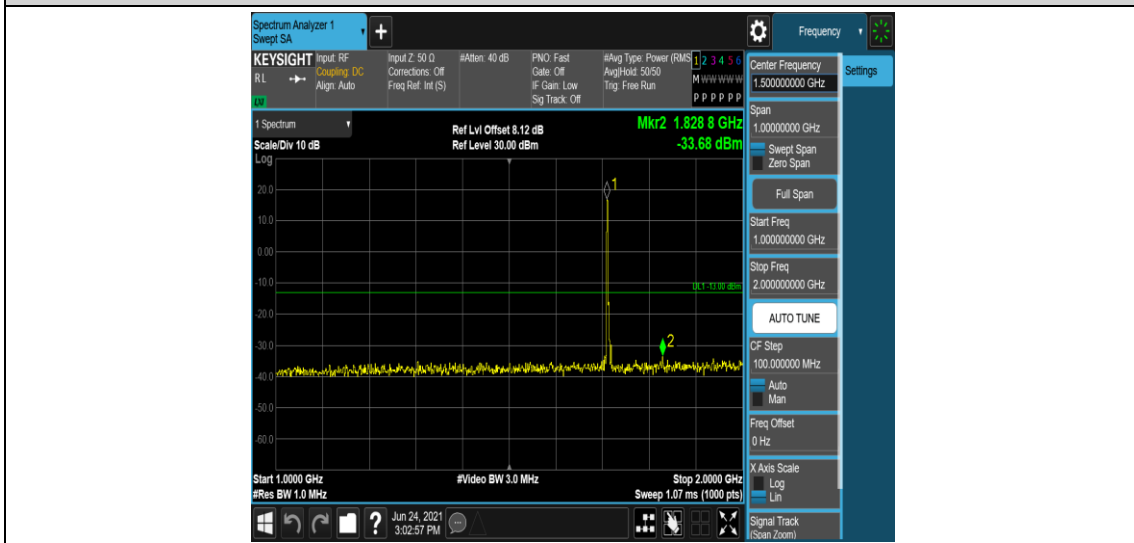 Spectrum Analyzer 1
Swept SA
+
Frequency
KEYSIGHT
RL
Input: RF
Coupling: DC
Align: Auto
Input Z: 50 Ω
Corrections: Off
Freq Ref: Int (S)
#Atten: 40 dB
PNO: Fast
Gate: Off
IF Gain: Low
Sig Track: Off
#Avg Type: Power (RMS
Avg|Hold: 50/50
Trig: Free Run
1 2 3 4 5 6
M W W W W W
P P P P P P
1 Spectrum
Scale/Div 10 dB
Ref Lvl Offset 8.12 dB
Ref Level 30.00 dBm
Mkr2 1.828 8 GHz
-33.68 dBm
Log
20.0
10.0
0.00
-10.0
-20.0
-30.0
-40.0
-50.0
-60.0
1
DL1 -13.00 dBm
2
Start 1.0000 GHz
#Res BW 1.0 MHz
#Video BW 3.0 MHz
Stop 2.0000 GHz
Sweep 1.07 ms (1000 pts)
?
Jun 24, 2021
3:02:57 PM
Center Frequency
1.500000000 GHz
Settings
Span
1.00000000 GHz
Swept Span
Zero Span
Full Span
Start Freq
1.000000000 GHz
Stop Freq
2.000000000 GHz
AUTO TUNE
CF Step
100.000000 MHz
Auto
Man
Freq Offset
0 Hz
X Axis Scale
Log
Lin
Signal Track
(Span Zoom)